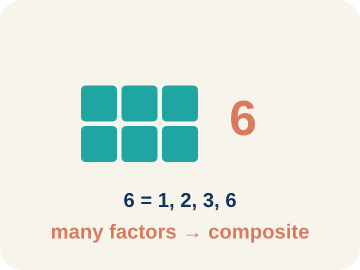 6
6 = 1, 2, 3, 6
many factors → composite